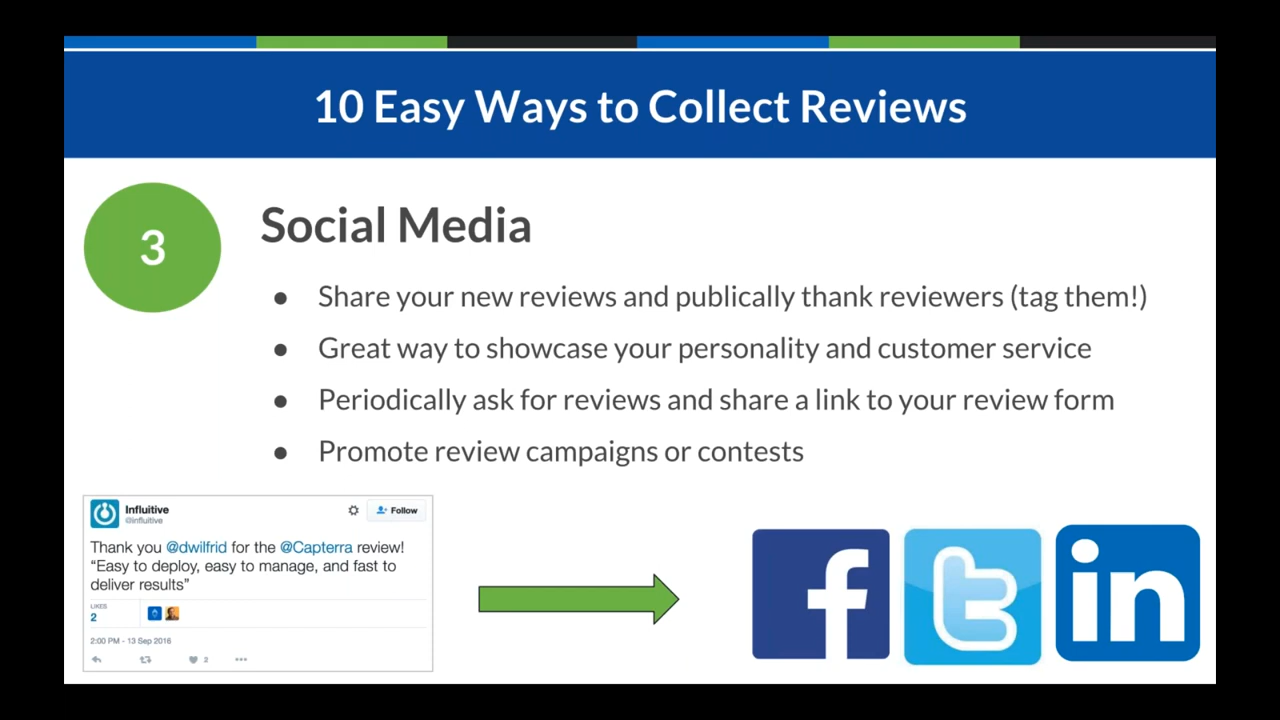 10 Easy Ways to Collect Reviews
3
Social Media
● Share your new reviews and publically thank reviewers (tag them!)
● Great way to showcase your personality and customer service
● Periodically ask for reviews and share a link to your review form
● Promote review campaigns or contests
Influitive
@influitive
Follow
Thank you @dwilfrid for the @Capterra review!
“Easy to deploy, easy to manage, and fast to
deliver results”
LIKES
2
2:00 PM - 13 Sep 2016
2
f
t
in